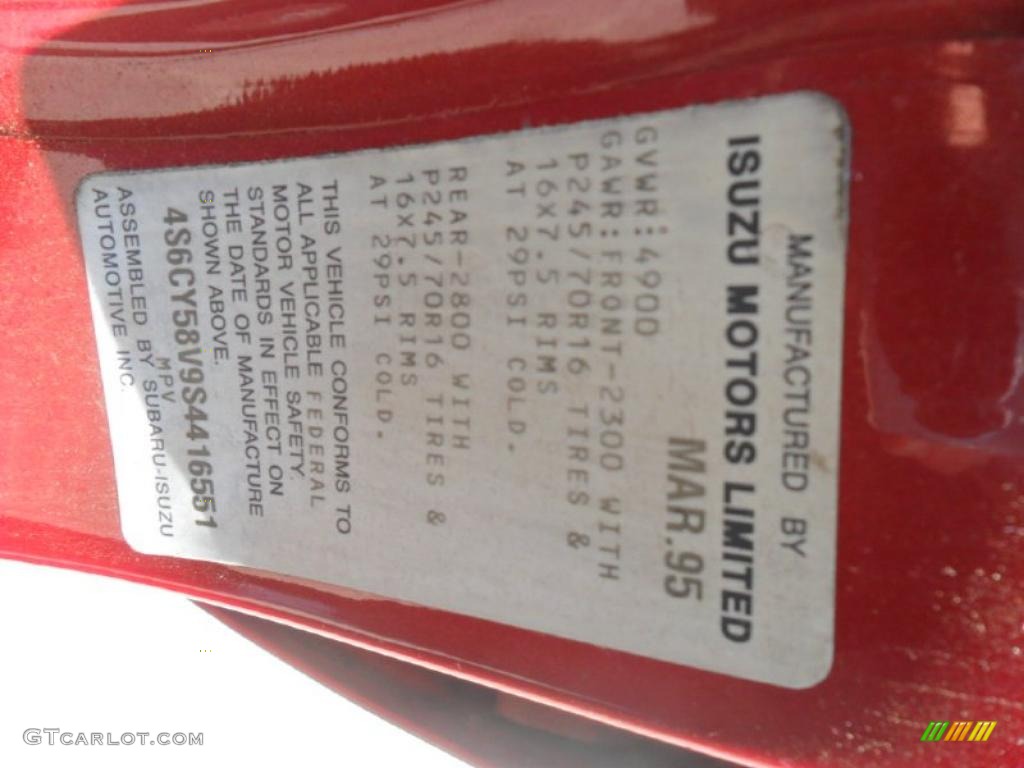 MANUFACTURED BY
ISUZU MOTORS LIMITED
MAR.95
GVWR:4900
GAWR:FRONT-2300 WITH
P245/70R16 TIRES &
16X7.5 RIMS
AT 29PSI COLD.
REAR-2800 WITH
P245/70R16 TIRES &
16X7.5 RIMS
AT 29PSI COLD.
THIS VEHICLE CONFORMS TO
ALL APPLICABLE FEDERAL
MOTOR VEHICLE SAFETY
STANDARDS IN EFFECT ON
THE DATE OF MANUFACTURE
SHOWN ABOVE.
4S6CY58V9S4416551
MPV
ASSEMBLED BY SUBARU-ISUZU
AUTOMOTIVE INC.
GTCARLOT.COM